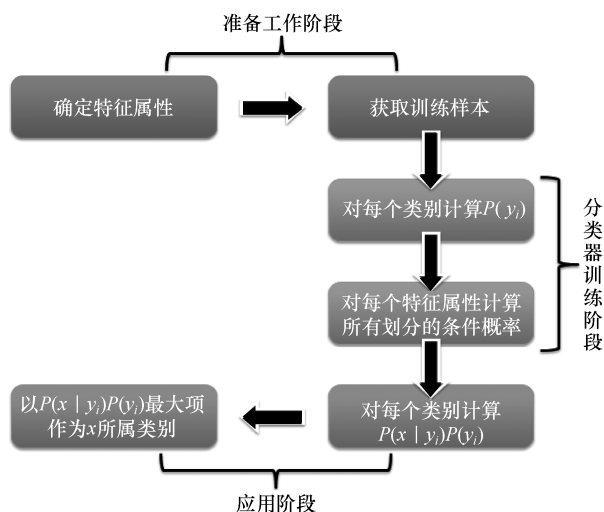 准备工作阶段
确定特征属性
获取训练样本
对每个类别计算P(yᵢ)
对每个特征属性计算
所有划分的条件概率
分类器训练阶段
对每个类别计算
P(x|yᵢ)P(yᵢ)
以P(x|yᵢ)P(yᵢ)最大项
作为x所属类别
应用阶段